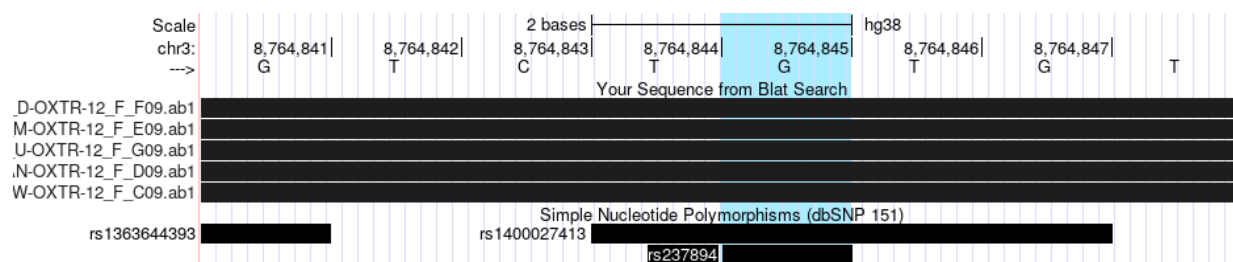 Scale 2 bases hg38
chr3: 8,764,841 8,764,842 8,764,843 8,764,844 8,764,845 8,764,846 8,764,847
---> G T C T G T G T
Your Sequence from Blat Search
_D-OXTR-12_F_F09.ab1
M-OXTR-12_F_E09.ab1
_U-OXTR-12_F_G09.ab1
.N-OXTR-12_F_D09.ab1
W-OXTR-12_F_C09.ab1
Simple Nucleotide Polymorphisms (dbSNP 151)
rs1363644393 rs1400027413
rs237894